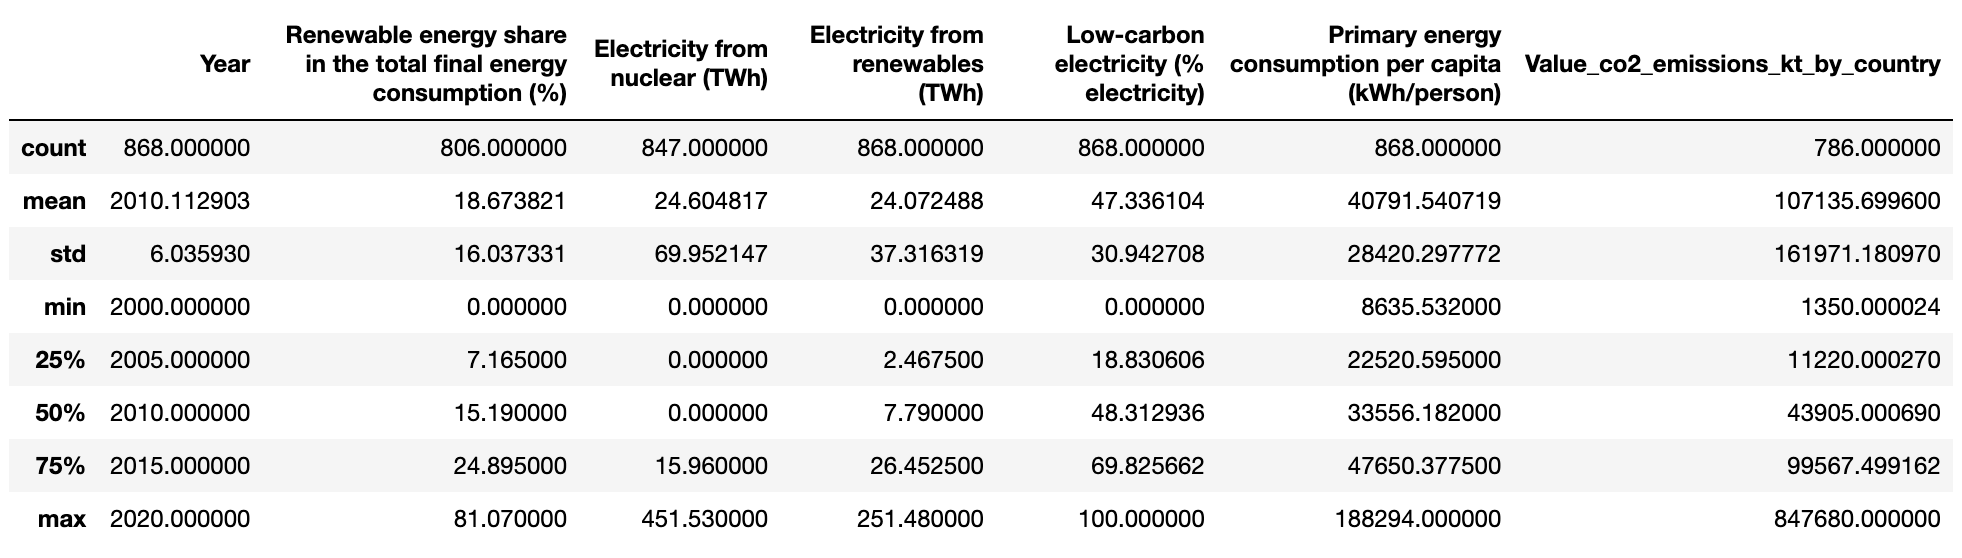 Year Renewable energy share in the total final energy consumption (%) Electricity from nuclear (TWh) Electricity from renewables (TWh) Low-carbon electricity (% electricity) Primary energy consumption per capita (kWh/person) Value_co2_emissions_kt_by_country
count 868.000000 806.000000 847.000000 868.000000 868.000000 868.000000 786.000000
mean 2010.112903 18.673821 24.604817 24.072488 47.336104 40791.540719 107135.699600
std 6.035930 16.037331 69.952147 37.316319 30.942708 28420.297772 161971.180970
min 2000.000000 0.000000 0.000000 0.000000 0.000000 8635.532000 1350.000024
25% 2005.000000 7.165000 0.000000 2.467500 18.830606 22520.595000 11220.000270
50% 2010.000000 15.190000 0.000000 7.790000 48.312936 33556.182000 43905.000690
75% 2015.000000 24.895000 15.960000 26.452500 69.825662 47650.377500 99567.499162
max 2020.000000 81.070000 451.530000 251.480000 100.000000 188294.000000 847680.000000